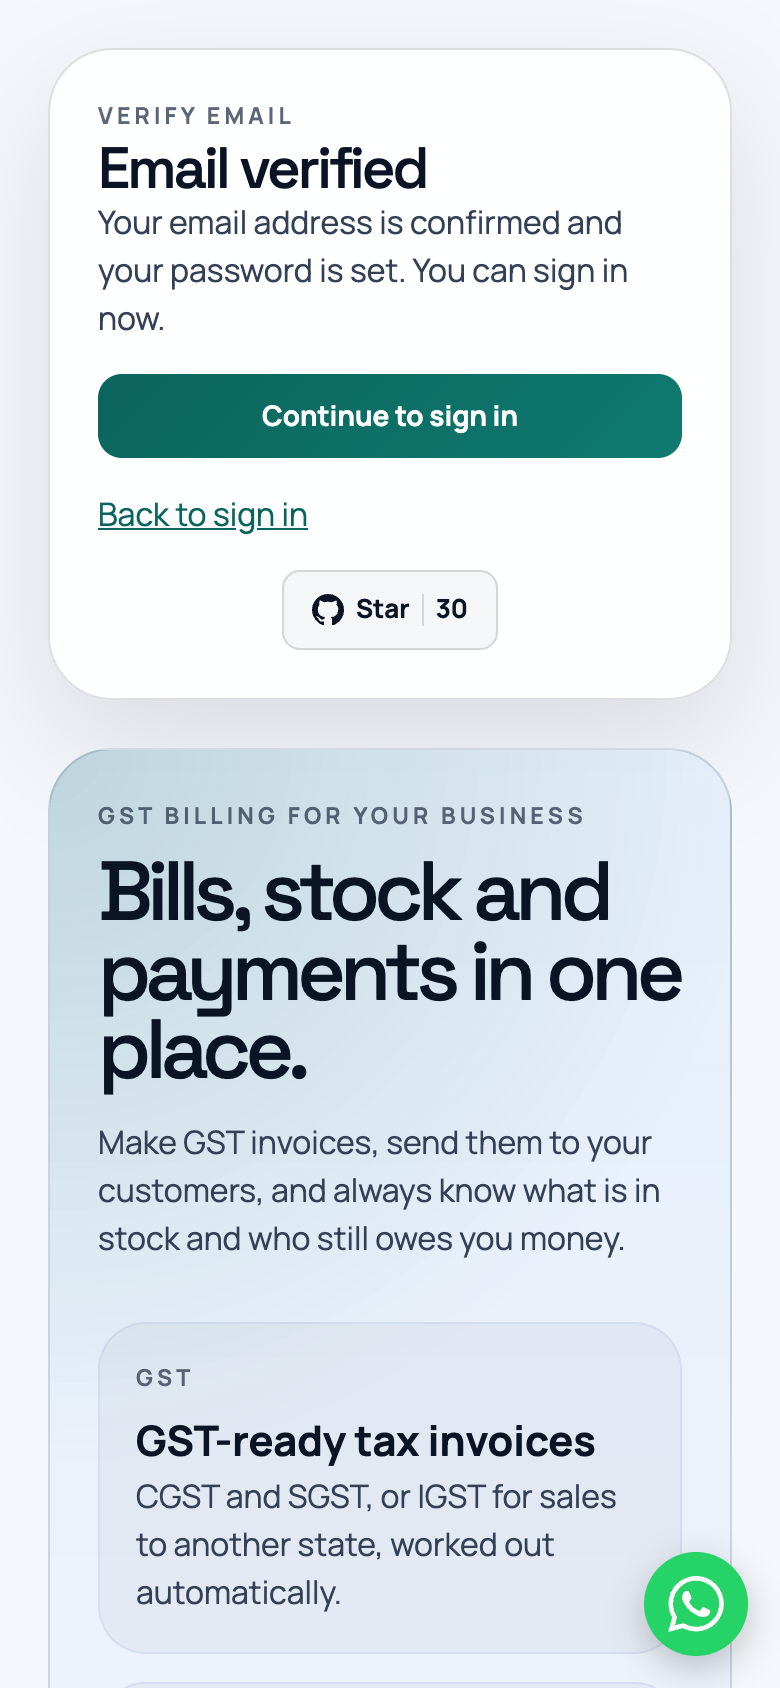 VERIFY EMAIL
Email verified
Your email address is confirmed and
your password is set. You can sign in
now.
Continue to sign in
Back to sign in
Star 30
GST BILLING FOR YOUR BUSINESS
Bills, stock and
payments in one
place.
Make GST invoices, send them to your
customers, and always know what is in
stock and who still owes you money.
GST
GST-ready tax invoices
CGST and SGST, or IGST for sales
to another state, worked out
automatically.